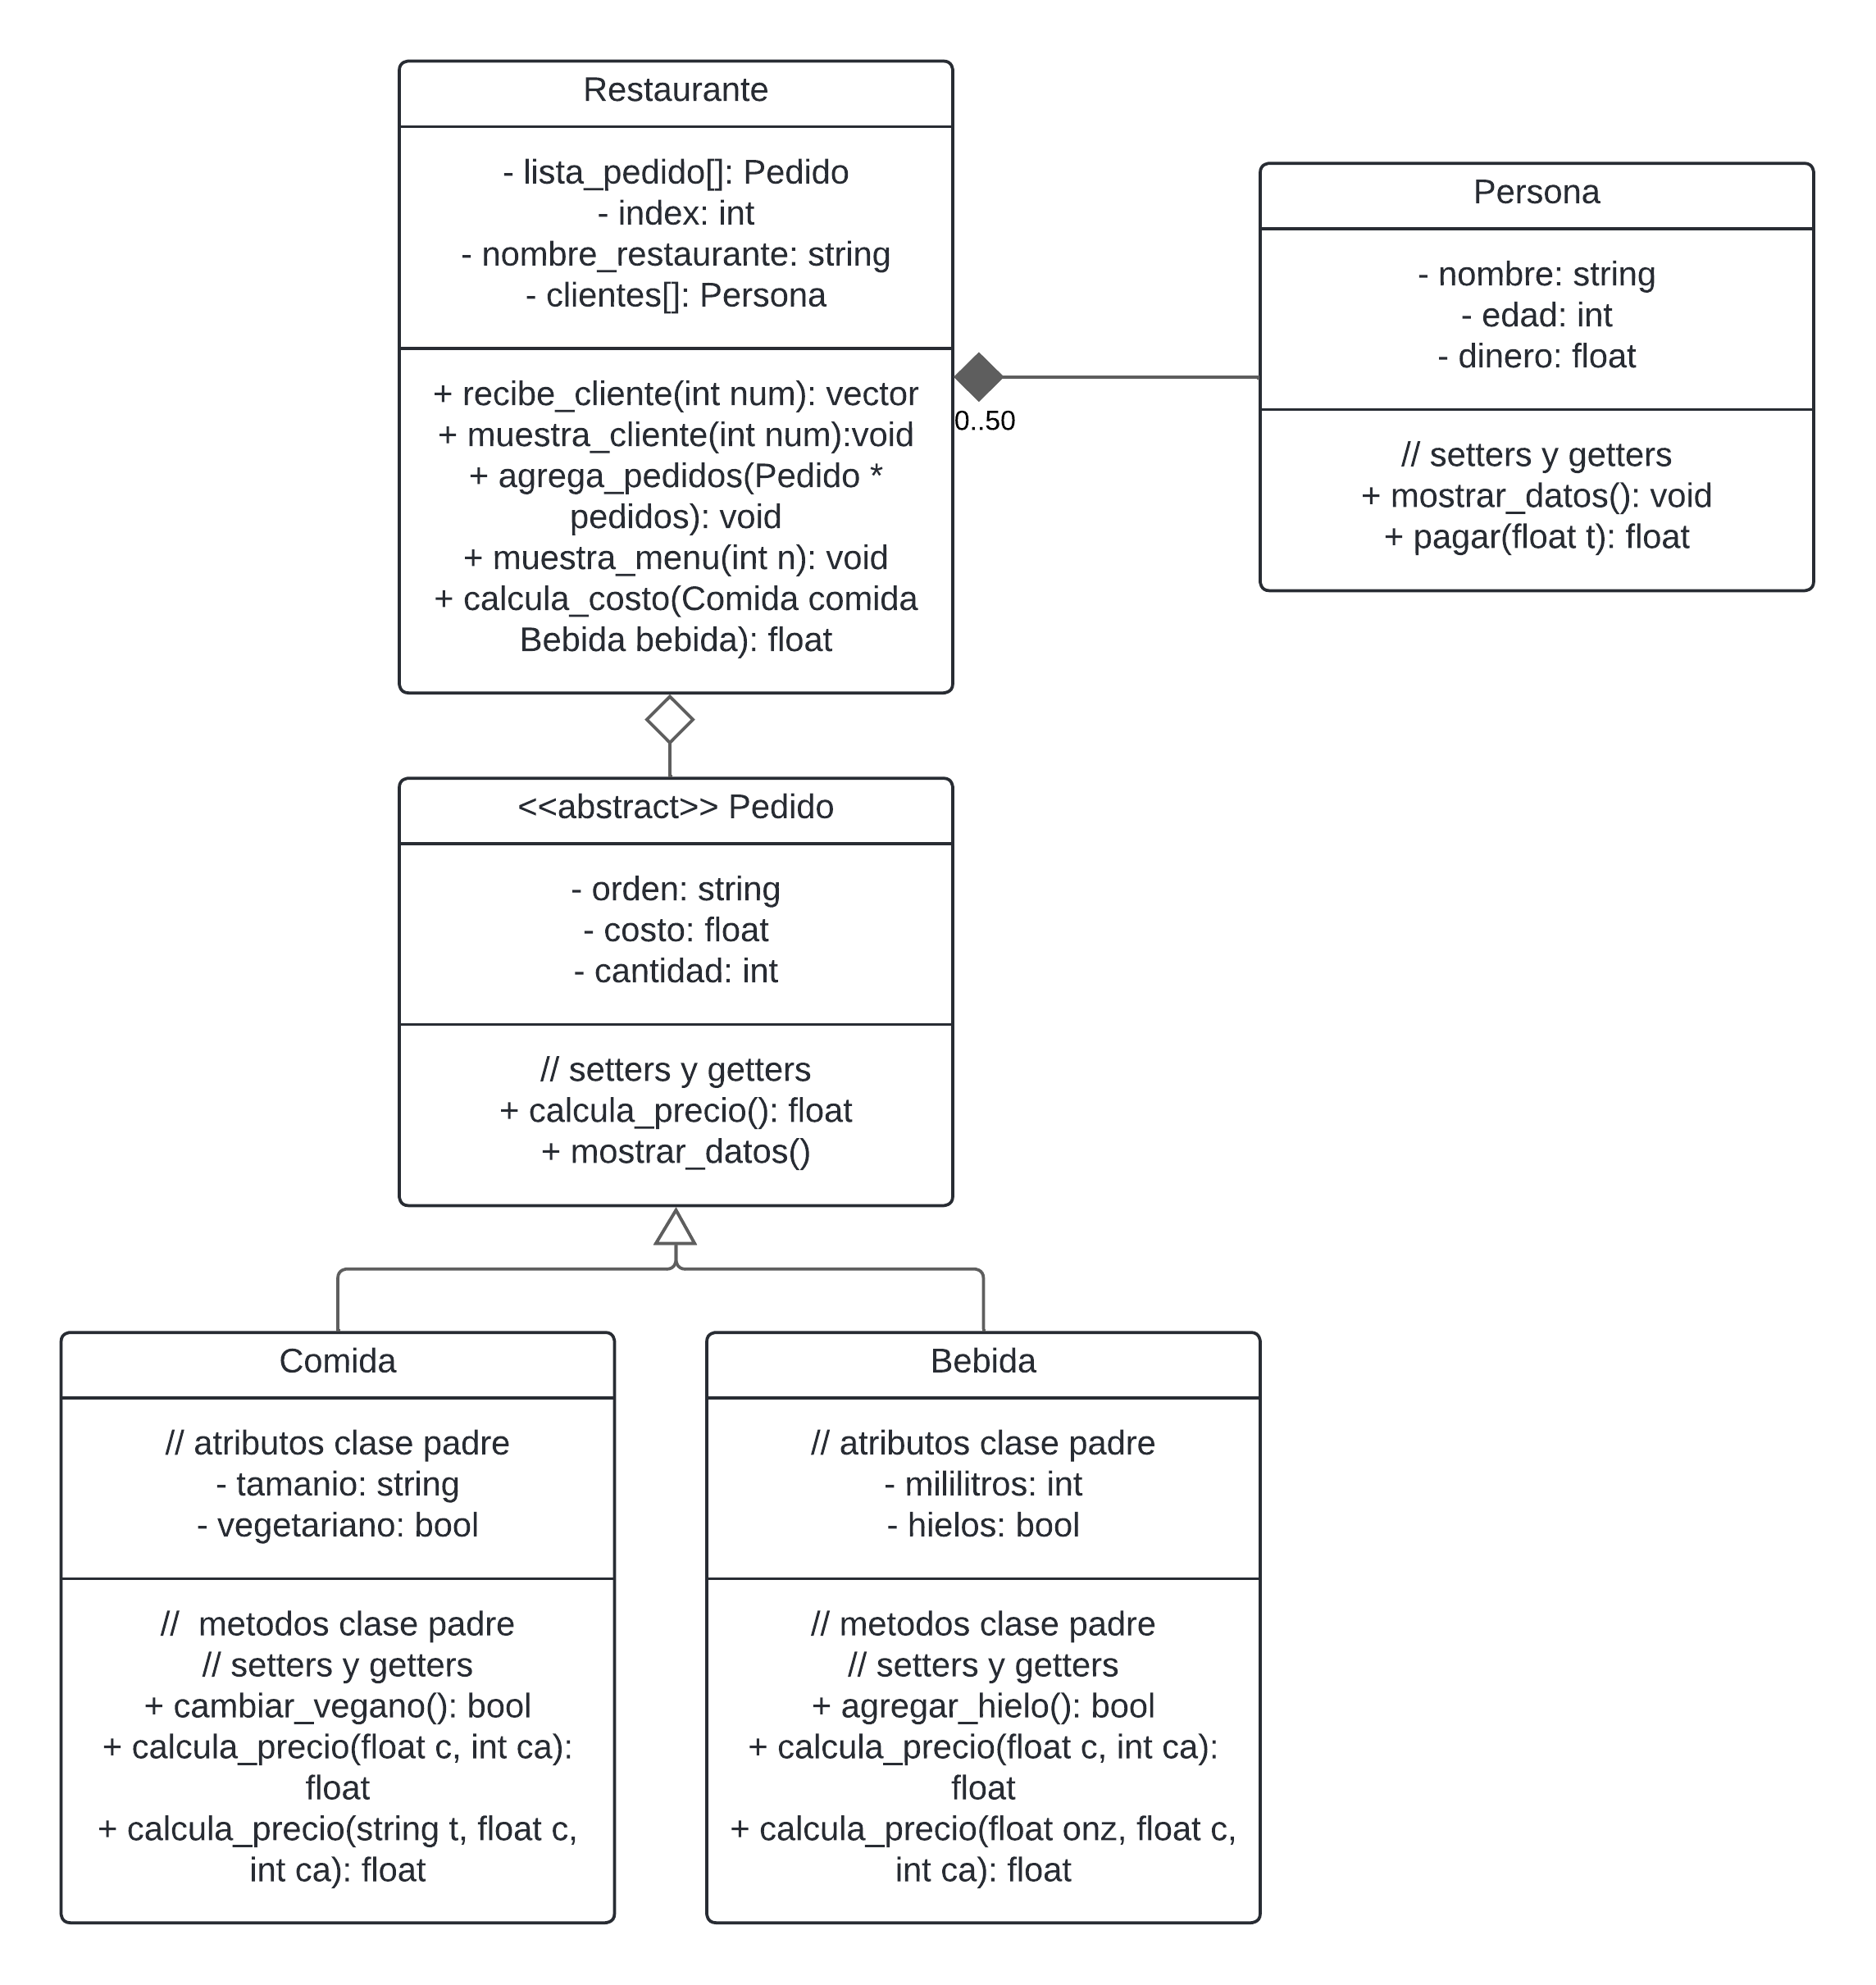 Restaurante
- lista_pedido[]: Pedido
- index: int
- nombre_restaurante: string
- clientes[]: Persona
+ recibe_cliente(int num): vector
+ muestra_cliente(int num):void
+ agrega_pedidos(Pedido *
pedidos): void
+ muestra_menu(int n): void
+ calcula_costo(Comida comida
Bebida bebida): float
0..50
Persona
- nombre: string
- edad: int
- dinero: float
// setters y getters
+ mostrar_datos(): void
+ pagar(float t): float
<<abstract>> Pedido
- orden: string
- costo: float
- cantidad: int
// setters y getters
+ calcula_precio(): float
+ mostrar_datos()
Comida
// atributos clase padre
- tamanio: string
- vegetariano: bool
//  metodos clase padre
// setters y getters
+ cambiar_vegano(): bool
+ calcula_precio(float c, int ca):
float
+ calcula_precio(string t, float c,
int ca): float
Bebida
// atributos clase padre
- mililitros: int
- hielos: bool
// metodos clase padre
// setters y getters
+ agregar_hielo(): bool
+ calcula_precio(float c, int ca):
float
+ calcula_precio(float onz, float c,
int ca): float